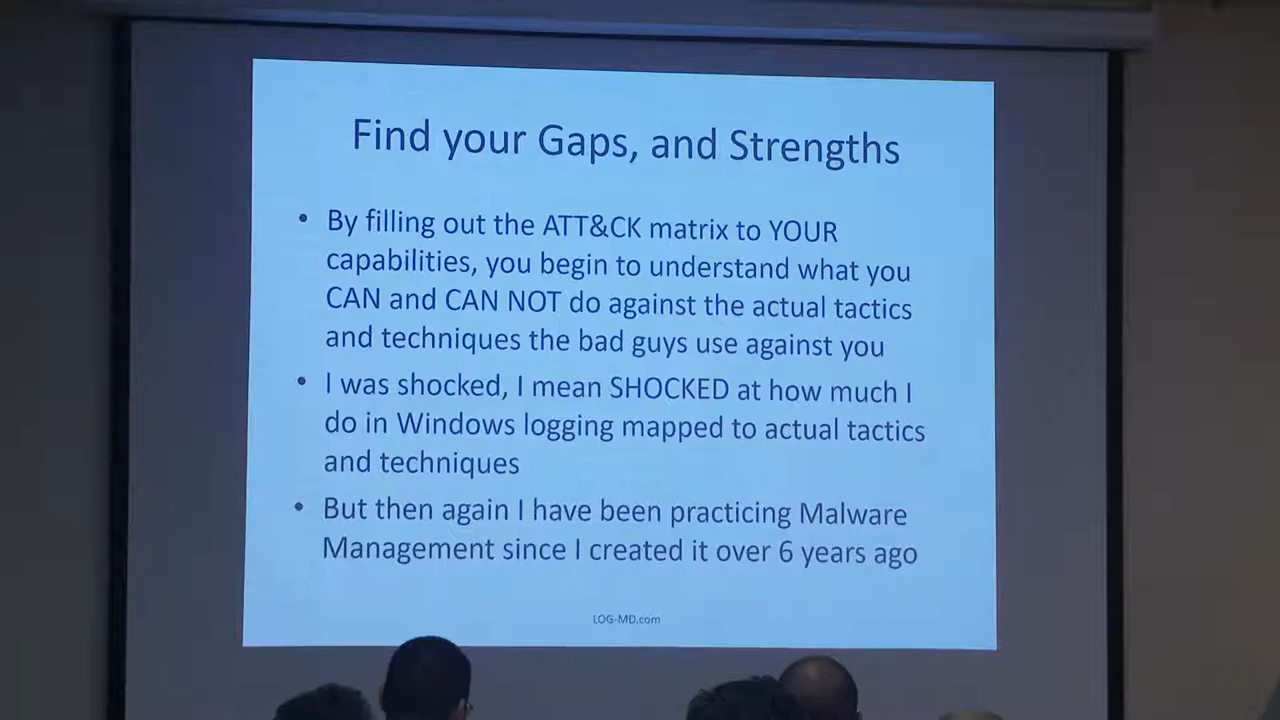 Find your Gaps, and Strengths
• By filling out the ATT&CK matrix to YOUR
capabilities, you begin to understand what you
CAN and CAN NOT do against the actual tactics
and techniques the bad guys use against you
• I was shocked, I mean SHOCKED at how much I
do in Windows logging mapped to actual tactics
and techniques
• But then again I have been practicing Malware
Management since I created it over 6 years ago
LOG-MD.com